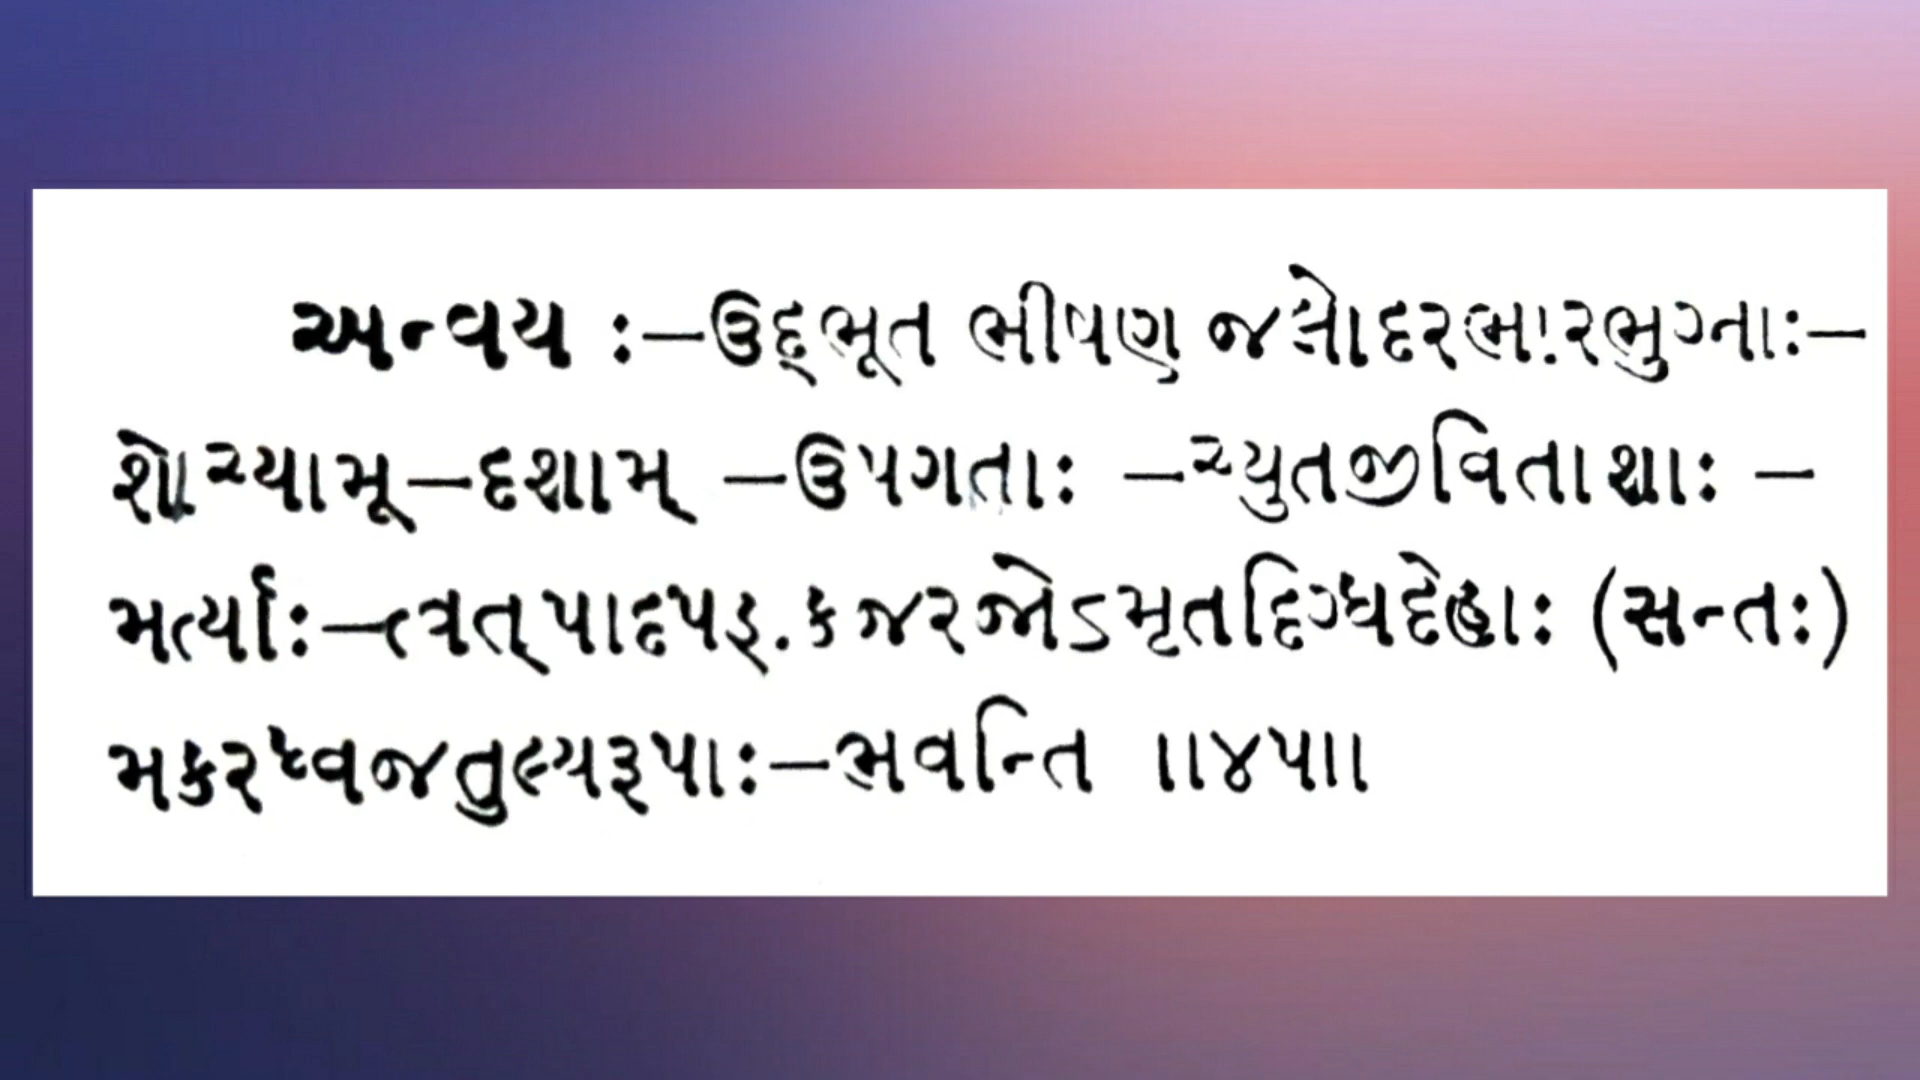 અન્વય :–ઉદ્ભૂત ભીષણ જલોદરભારભુગ્નાઃ–
શોચ્યામૂ–દશામ્ –ઉપગતાઃ –ચ્યુતજીવિતાશાઃ –
મર્ત્યાઃ–ત્વત્પાદપઙ.કજરજોઽમૃતદિગ્ધદેહાઃ (સન્તઃ)
મકરધ્વજતુલ્યરૂપાઃ–ભવન્તિ ॥૪૫॥